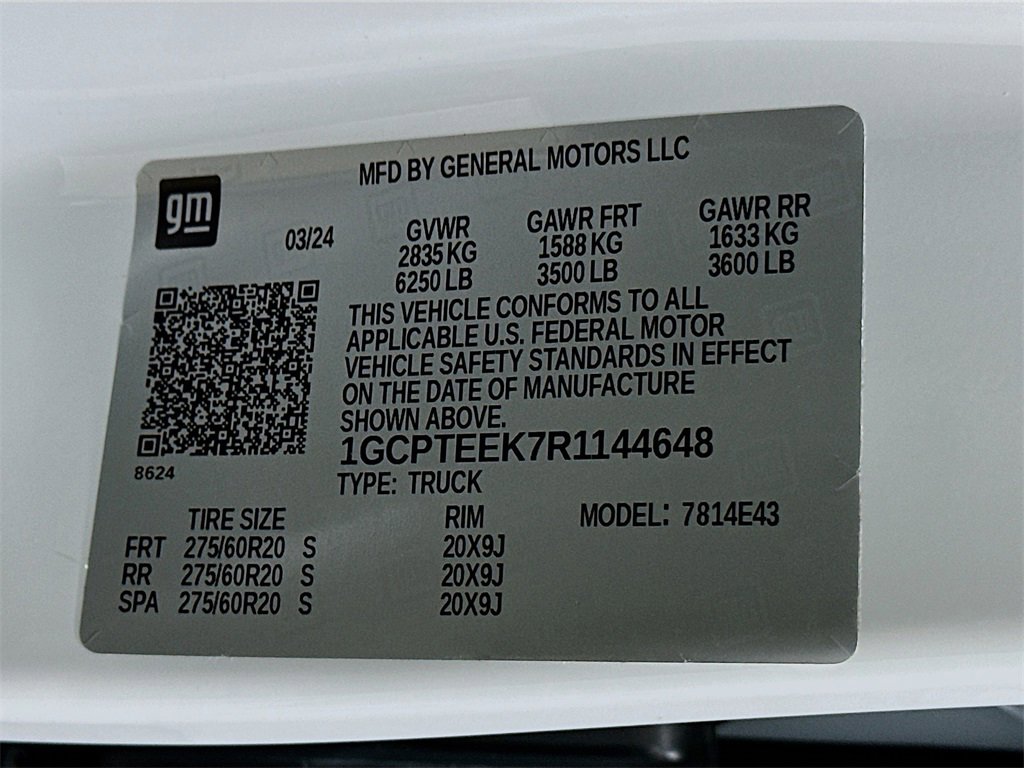 MFD BY GENERAL MOTORS LLC
gm
03/24
GVWR GAWR FRT GAWR RR
2835 KG 1588 KG 1633 KG
6250 LB 3500 LB 3600 LB
THIS VEHICLE CONFORMS TO ALL
APPLICABLE U.S. FEDERAL MOTOR
VEHICLE SAFETY STANDARDS IN EFFECT
ON THE DATE OF MANUFACTURE
SHOWN ABOVE.
1GCPTEEK7R1144648
8624
TYPE: TRUCK
TIRE SIZE RIM MODEL: 7814E43
FRT 275/60R20 S 20X9J
RR 275/60R20 S 20X9J
SPA 275/60R20 S 20X9J